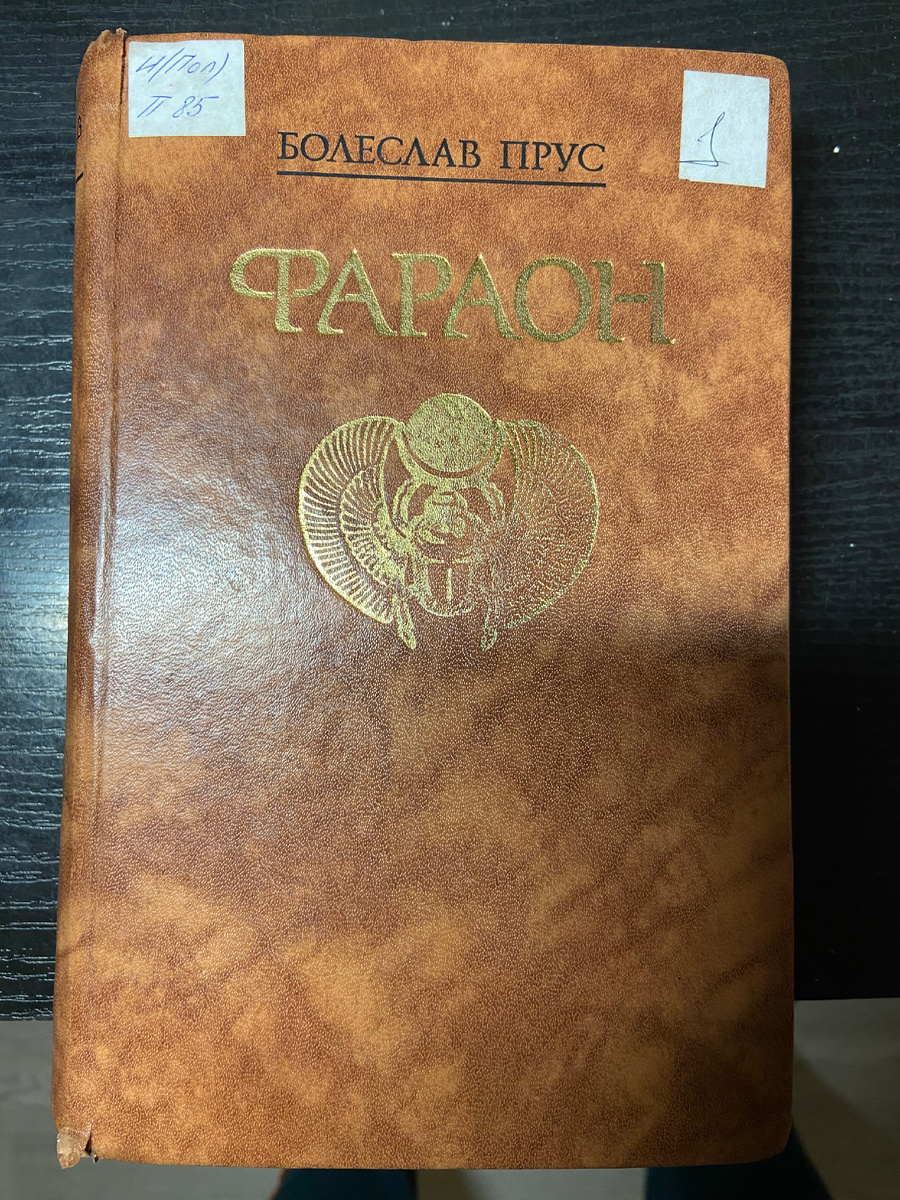 И(Пол)
П 85
1
БОЛЕСЛАВ ПРУС
ФАРАОН